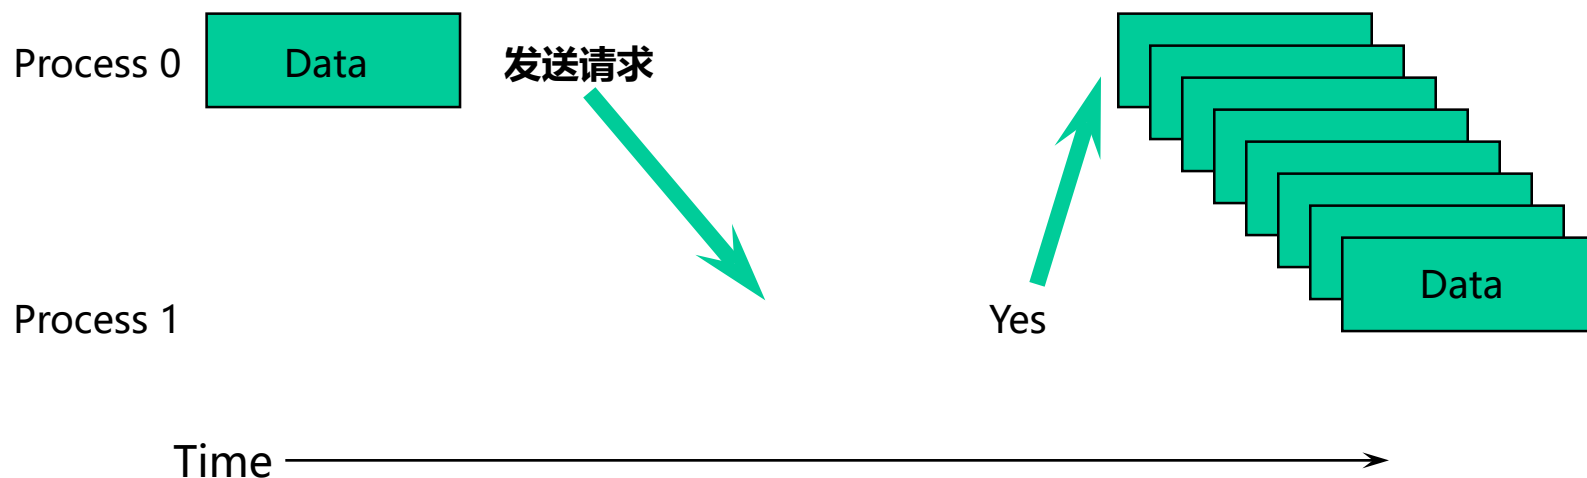 Process 0
Data
发送请求
Data
Process 1
Yes
Time